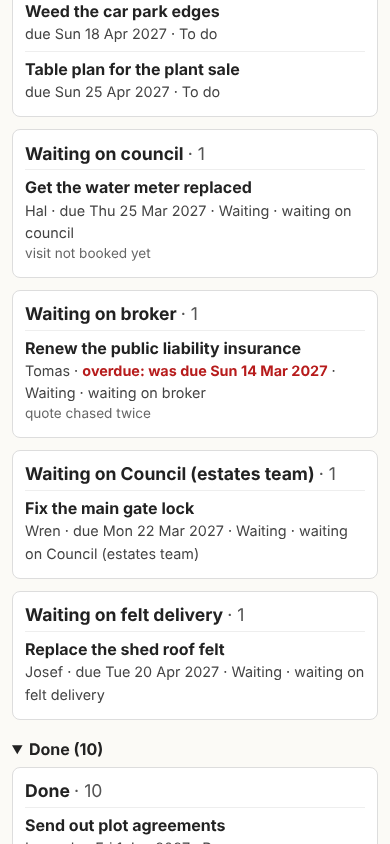 Weed the car park edges
due Sun 18 Apr 2027 · To do
Table plan for the plant sale
due Sun 25 Apr 2027 · To do
Waiting on council · 1
Get the water meter replaced
Hal · due Thu 25 Mar 2027 · Waiting · waiting on
council
visit not booked yet
Waiting on broker · 1
Renew the public liability insurance
Tomas · overdue: was due Sun 14 Mar 2027 ·
Waiting · waiting on broker
quote chased twice
Waiting on Council (estates team) · 1
Fix the main gate lock
Wren · due Mon 22 Mar 2027 · Waiting · waiting
on Council (estates team)
Waiting on felt delivery · 1
Replace the shed roof felt
Josef · due Tue 20 Apr 2027 · Waiting · waiting on
felt delivery
▼ Done (10)
Done · 10
Send out plot agreements